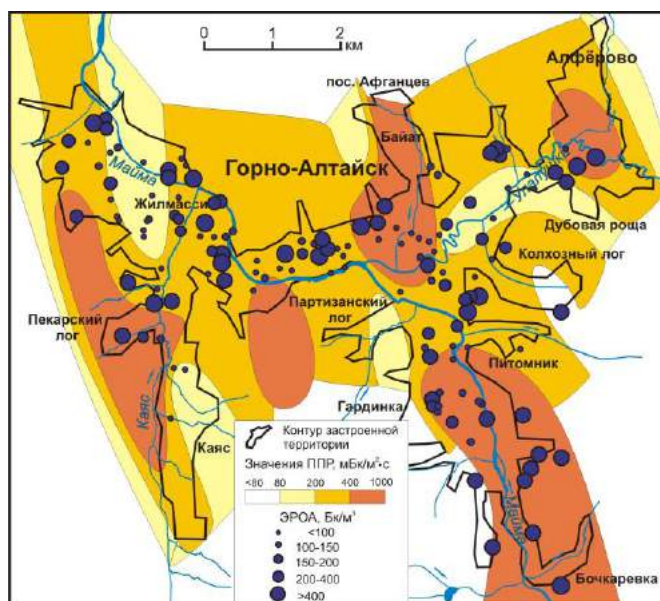 0 1 2
км
Алфёрово
пос. Афганцев
Байат
Майма
Горно-Алтайск
Улалушка
Жилмассив
Дубовая роща
Колхозный лог
Партизанский
лог
Пекарский
лог
Питомник
Гардинка
Каяс
Каяс
Контур застроенной
территории
Значения ППР, мБк/м²•с
<80 80 200 400 1000
ЭРОА, Бк/м³
<100
100-150
150-200
200-400
>400
Майма
Бочкаревка